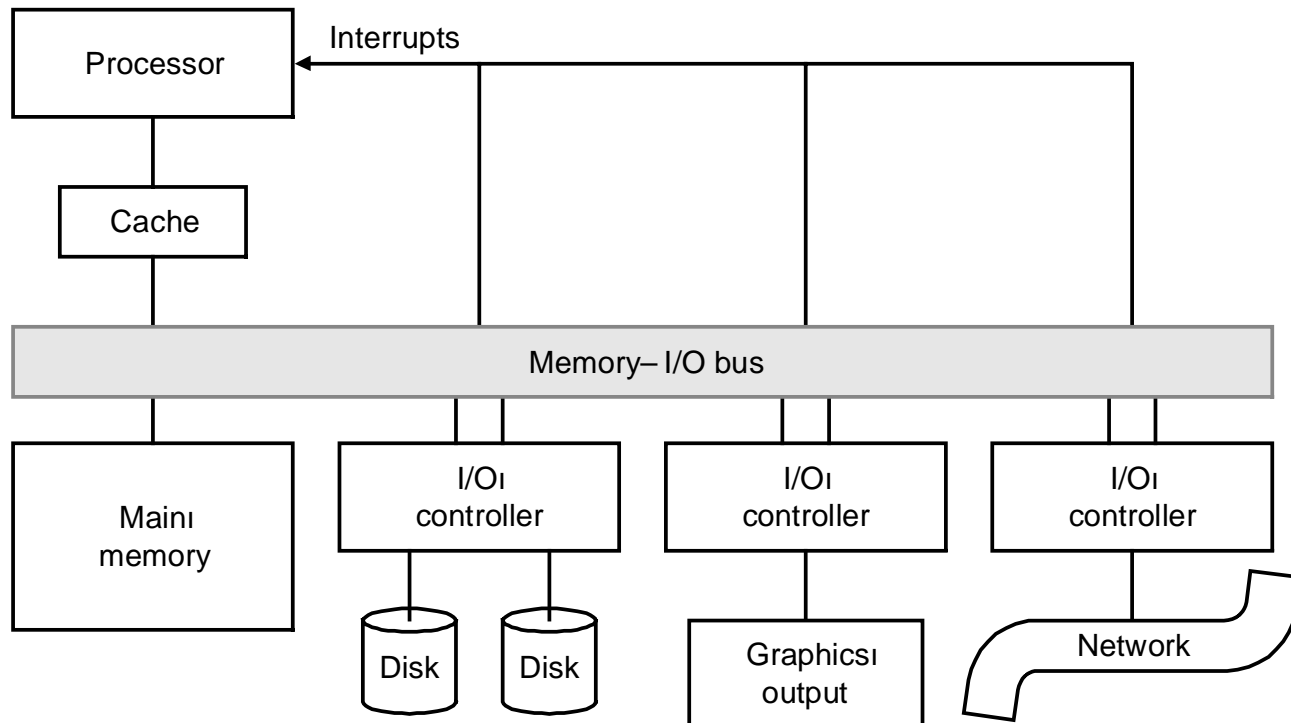 Interrupts
Processor
Cache
Memory– I/O bus
Mainı
memory
I/Oı
controller
I/Oı
controller
I/Oı
controller
Disk
Disk
Graphicsı
output
Network